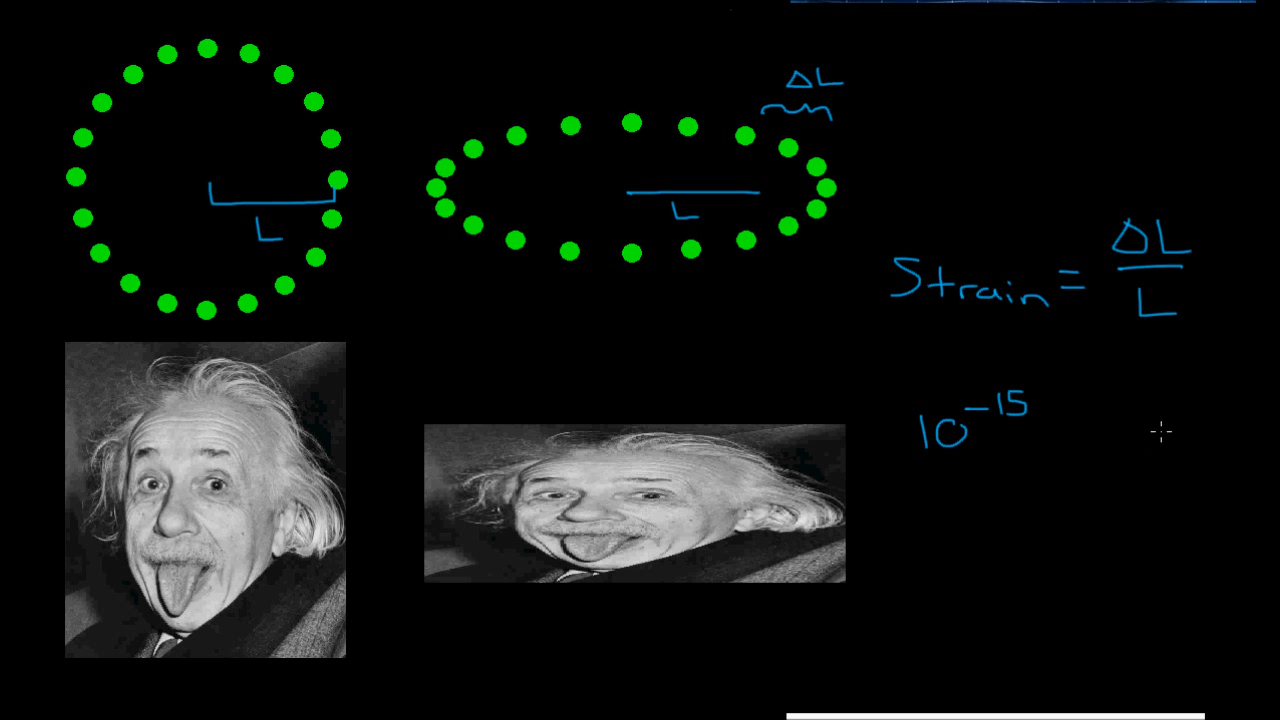 ΔL
L
L
Strain = ΔL/L
10^-15